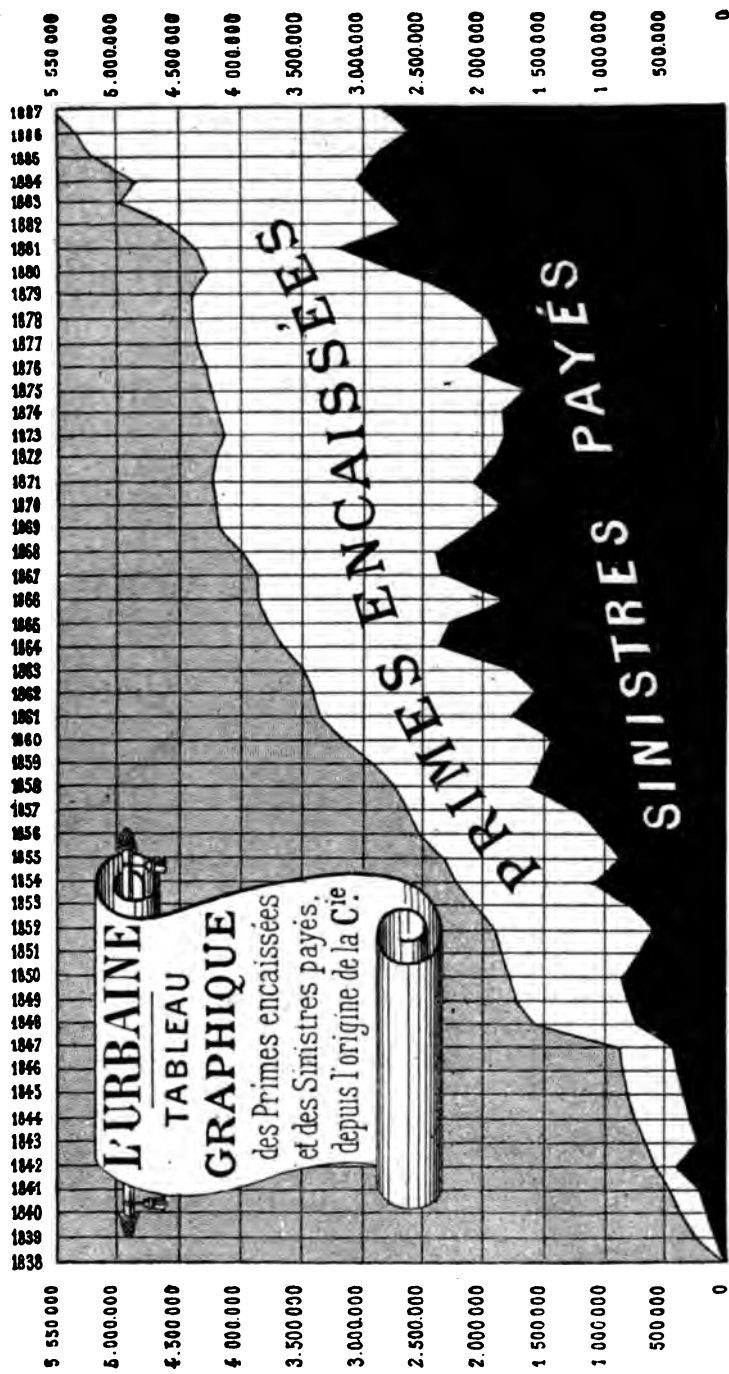 1838 1839 1840 1841 1842 1843 1844 1845 1846 1847 1848 1849 1850 1851 1852 1853 1854 1855 1856 1857 1858 1859 1860 1861 1862 1863 1864 1865 1866 1867 1868 1869 1870 1871 1872 1873 1874 1875 1876 1877 1878 1879 1880 1881 1882 1883 1884 1885 1886 1887
5 550 000
5.000.000
4.500.000
4 000 000
3.500.000
3.000.000
2.500.000
2.000.000
1 500.000
1 000.000
500.000
0
L'URBAINE
TABLEAU
GRAPHIQUE
des Primes encaissées
et des Sinistres payés,
depuis l'origine de la Cie.
PRIMES ENCAISSÉES
SINISTRES PAYÉS
5 550 000
5.000.000
4.500.000
4 000.000
3.500.000
3.000.000
2.500.000
2.000.000
1 500.000
1 000.000
500.000
0